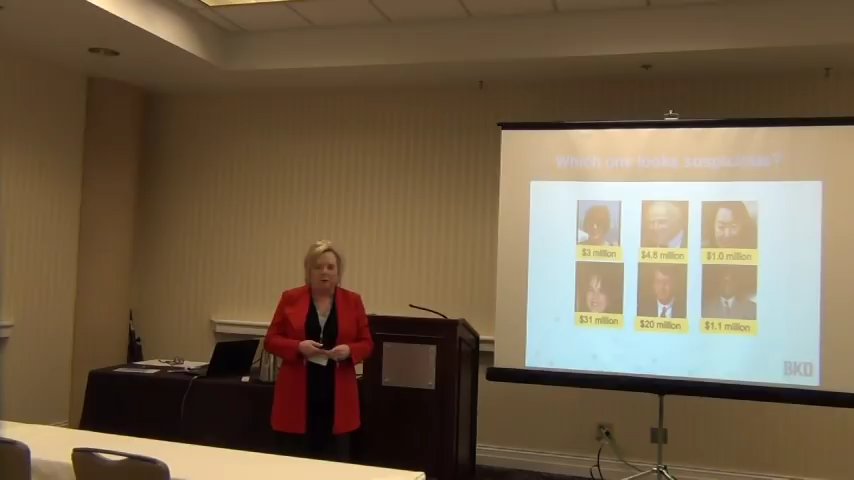 Which one looks suspicious?
$3 million
$4.8 million
$1.0 million
$31 million
$20 million
$1.1 million
BKD